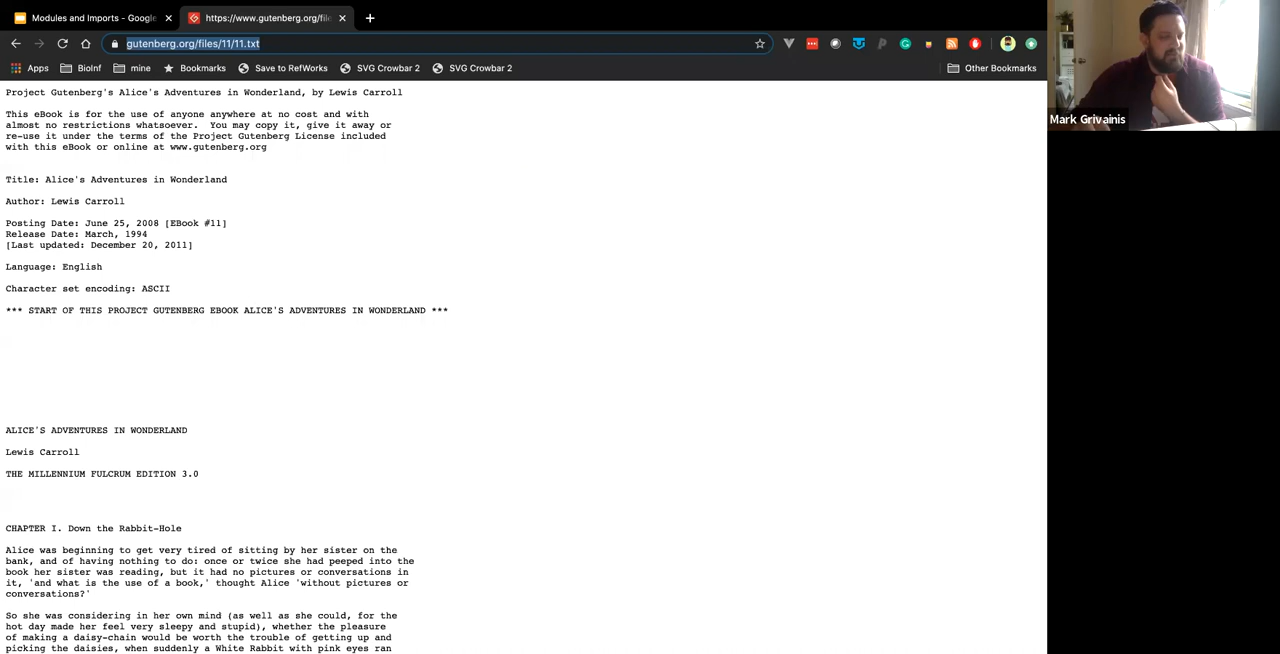 Modules and Imports - Google
https://www.gutenberg.org/fil
gutenberg.org/files/11/11.txt
Apps BioInf mine Bookmarks Save to RefWorks SVG Crowbar 2 SVG Crowbar 2 Other Bookmarks
Project Gutenberg's Alice's Adventures in Wonderland, by Lewis Carroll
This eBook is for the use of anyone anywhere at no cost and with
almost no restrictions whatsoever. You may copy it, give it away or
re-use it under the terms of the Project Gutenberg License included
with this eBook or online at www.gutenberg.org
Title: Alice's Adventures in Wonderland
Author: Lewis Carroll
Posting Date: June 25, 2008 [EBook #11]
Release Date: March, 1994
[Last updated: December 20, 2011]
Language: English
Character set encoding: ASCII
*** START OF THIS PROJECT GUTENBERG EBOOK ALICE'S ADVENTURES IN WONDERLAND ***
ALICE'S ADVENTURES IN WONDERLAND
Lewis Carroll
THE MILLENNIUM FULCRUM EDITION 3.0
CHAPTER I. Down the Rabbit-Hole
Alice was beginning to get very tired of sitting by her sister on the
bank, and of having nothing to do: once or twice she had peeped into the
book her sister was reading, but it had no pictures or conversations in
it, 'and what is the use of a book,' thought Alice 'without pictures or
conversations?'
So she was considering in her own mind (as well as she could, for the
hot day made her feel very sleepy and stupid), whether the pleasure
of making a daisy-chain would be worth the trouble of getting up and
picking the daisies, when suddenly a White Rabbit with pink eyes ran
Mark Grivainis